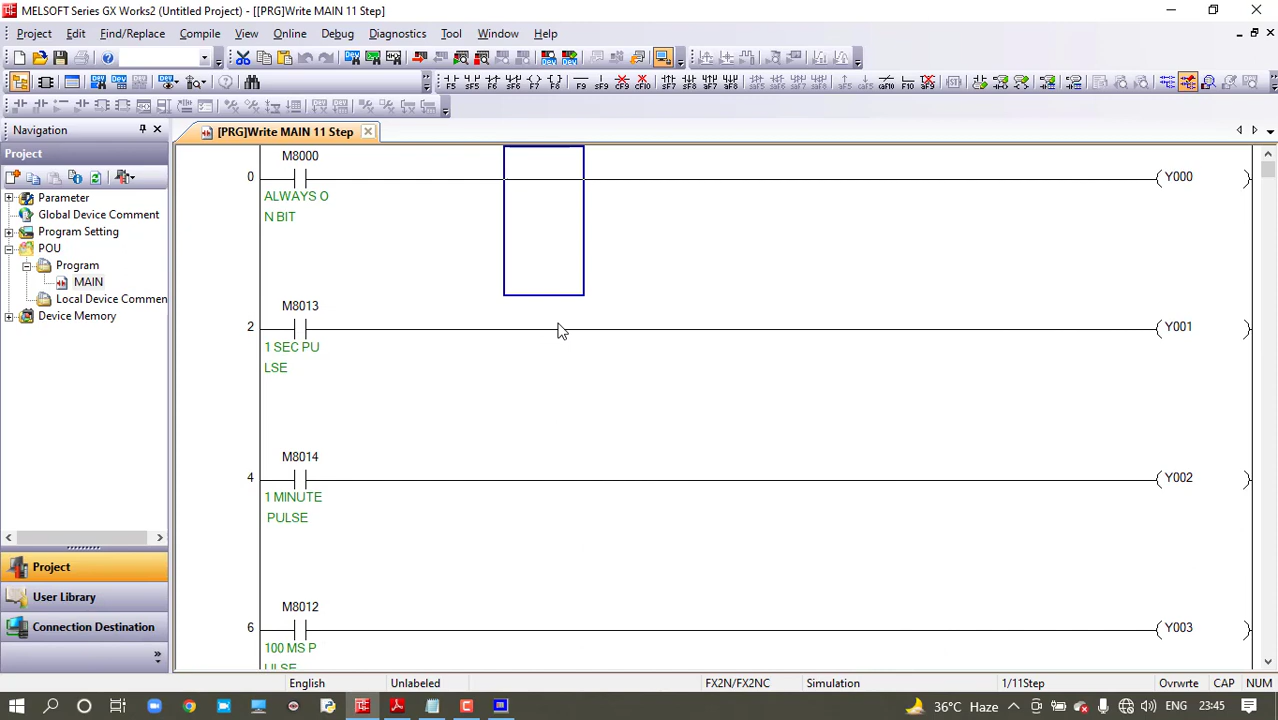 MELSOFT Series GX Works2 (Untitled Project) - [[PRG]Write MAIN 11 Step]
Project Edit Find/Replace Compile View Online Debug Diagnostics Tool Window Help
Navigation
[PRG]Write MAIN 11 Step
Project
Parameter
Global Device Comment
Program Setting
POU
Program
MAIN
Local Device Commen
Device Memory
Project
User Library
Connection Destination
M8000
0
Y000
ALWAYS O
N BIT
M8013
2
Y001
1 SEC PU
LSE
M8014
4
Y002
1 MINUTE
PULSE
M8012
6
Y003
100 MS P
ULSE
English Unlabeled FX2N/FX2NC Simulation 1/11Step Ovrwrte CAP NUM
36°C Haze ENG 23:45